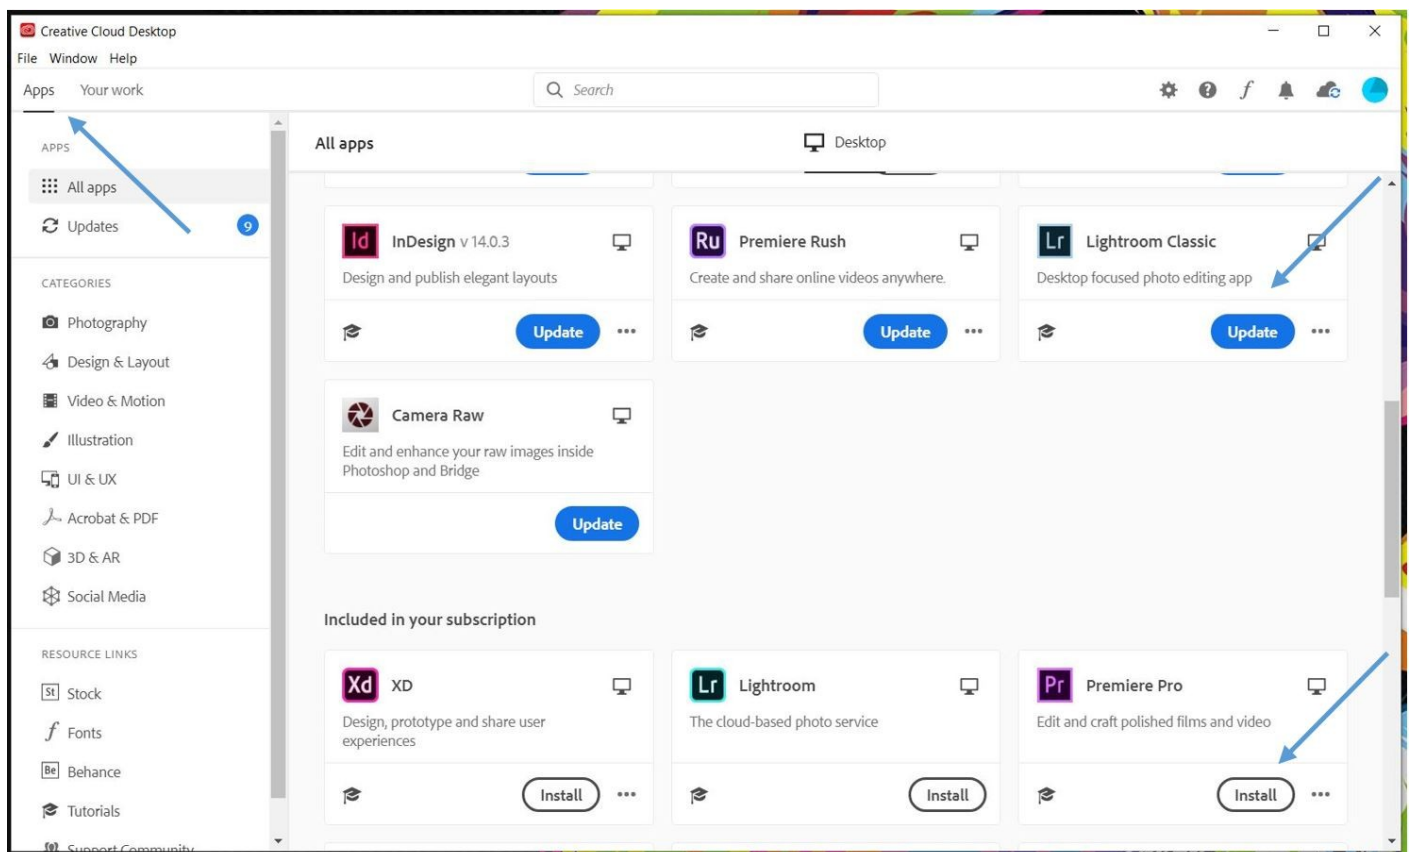 Creative Cloud Desktop
File Window Help
Apps Your work
Search
APPS
All apps
Updates 9
CATEGORIES
Photography
Design & Layout
Video & Motion
Illustration
UI & UX
Acrobat & PDF
3D & AR
Social Media
RESOURCE LINKS
St Stock
Fonts
Be Behance
Tutorials
Support Community
All apps
Desktop
Id InDesign v 14.0.3
Design and publish elegant layouts
Update
Ru Premiere Rush
Create and share online videos anywhere.
Update
Lr Lightroom Classic
Desktop focused photo editing app
Update
Camera Raw
Edit and enhance your raw images inside
Photoshop and Bridge
Update
Included in your subscription
Xd XD
Design, prototype and share user
experiences
Install
Lr Lightroom
The cloud-based photo service
Install
Pr Premiere Pro
Edit and craft polished films and video
Install